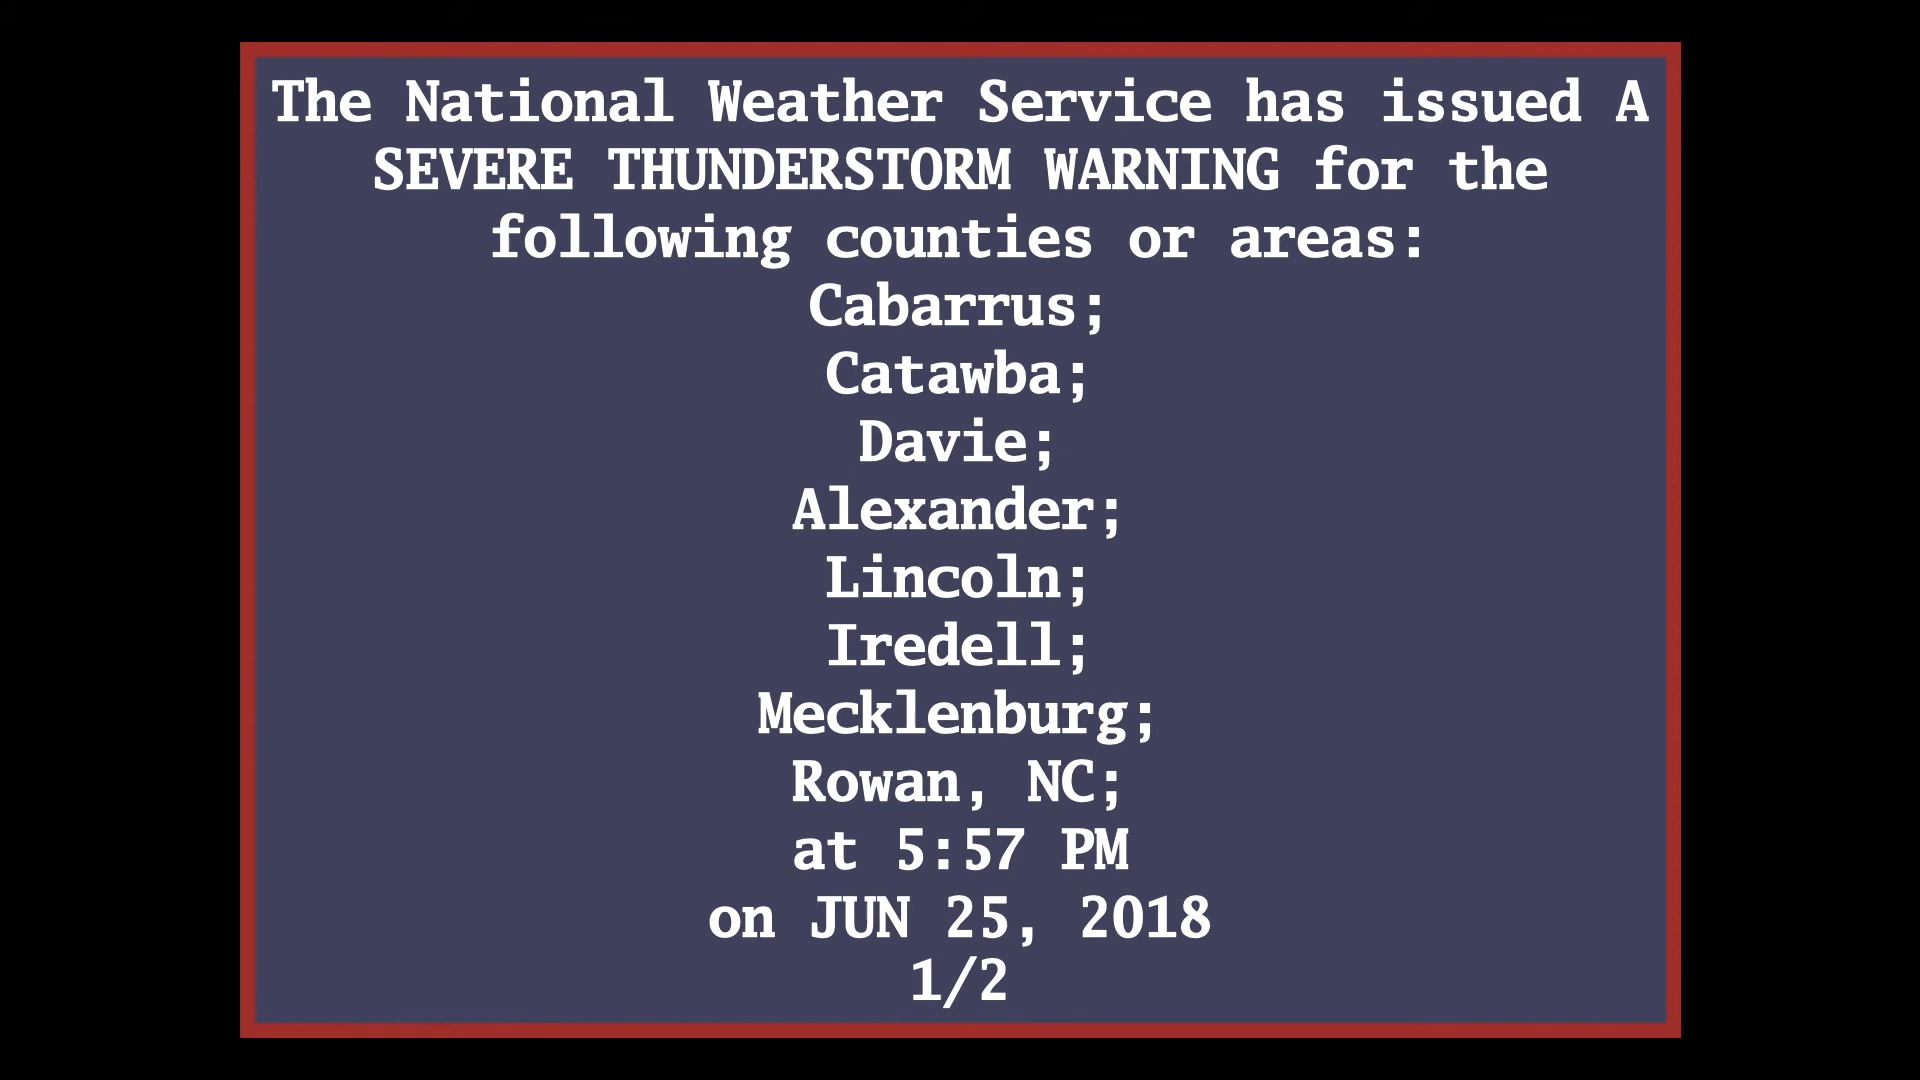 The National Weather Service has issued A
SEVERE THUNDERSTORM WARNING for the
following counties or areas:
Cabarrus;
Catawba;
Davie;
Alexander;
Lincoln;
Iredell;
Mecklenburg;
Rowan, NC;
at 5:57 PM
on JUN 25, 2018
1/2